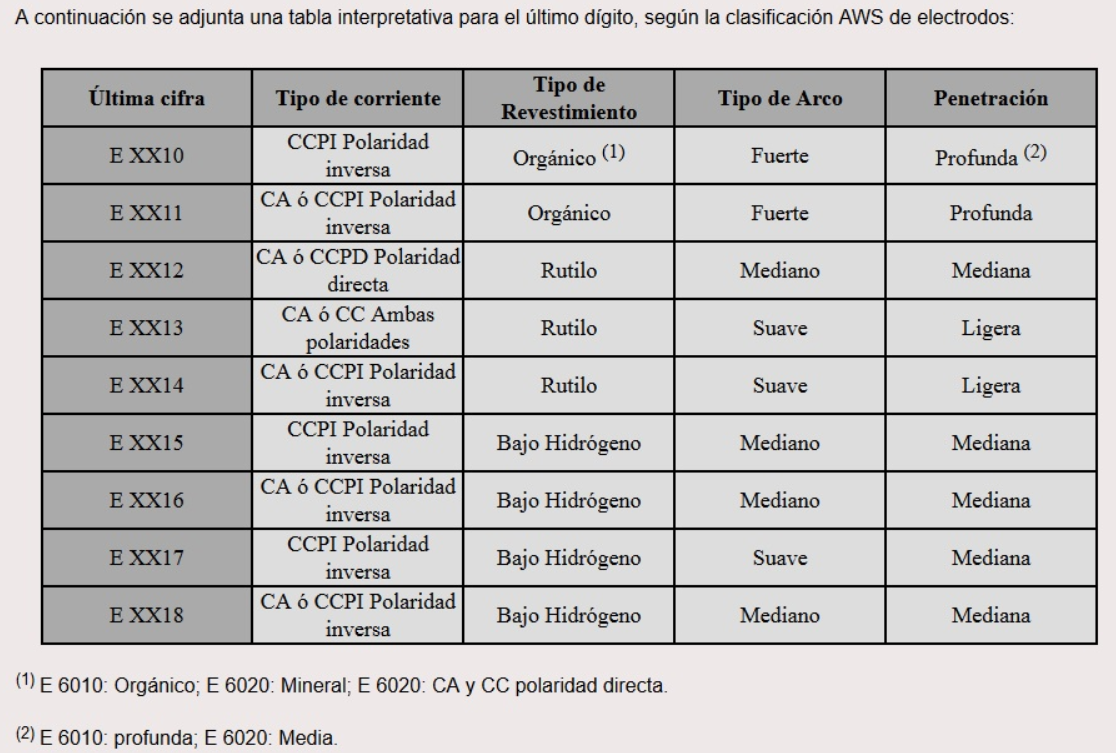 A continuación se adjunta una tabla interpretativa para el último dígito, según la clasificación AWS de electrodos:
Última cifra Tipo de corriente Tipo de Revestimiento Tipo de Arco Penetración
E XX10 CCPI Polaridad inversa Orgánico (1) Fuerte Profunda (2)
E XX11 CA ó CCPI Polaridad inversa Orgánico Fuerte Profunda
E XX12 CA ó CCPD Polaridad directa Rutilo Mediano Mediana
E XX13 CA ó CC Ambas polaridades Rutilo Suave Ligera
E XX14 CA ó CCPI Polaridad inversa Rutilo Suave Ligera
E XX15 CCPI Polaridad inversa Bajo Hidrógeno Mediano Mediana
E XX16 CA ó CCPI Polaridad inversa Bajo Hidrógeno Mediano Mediana
E XX17 CCPI Polaridad inversa Bajo Hidrógeno Suave Mediana
E XX18 CA ó CCPI Polaridad inversa Bajo Hidrógeno Mediano Mediana
(1) E 6010: Orgánico; E 6020: Mineral; E 6020: CA y CC polaridad directa.
(2) E 6010: profunda; E 6020: Media.